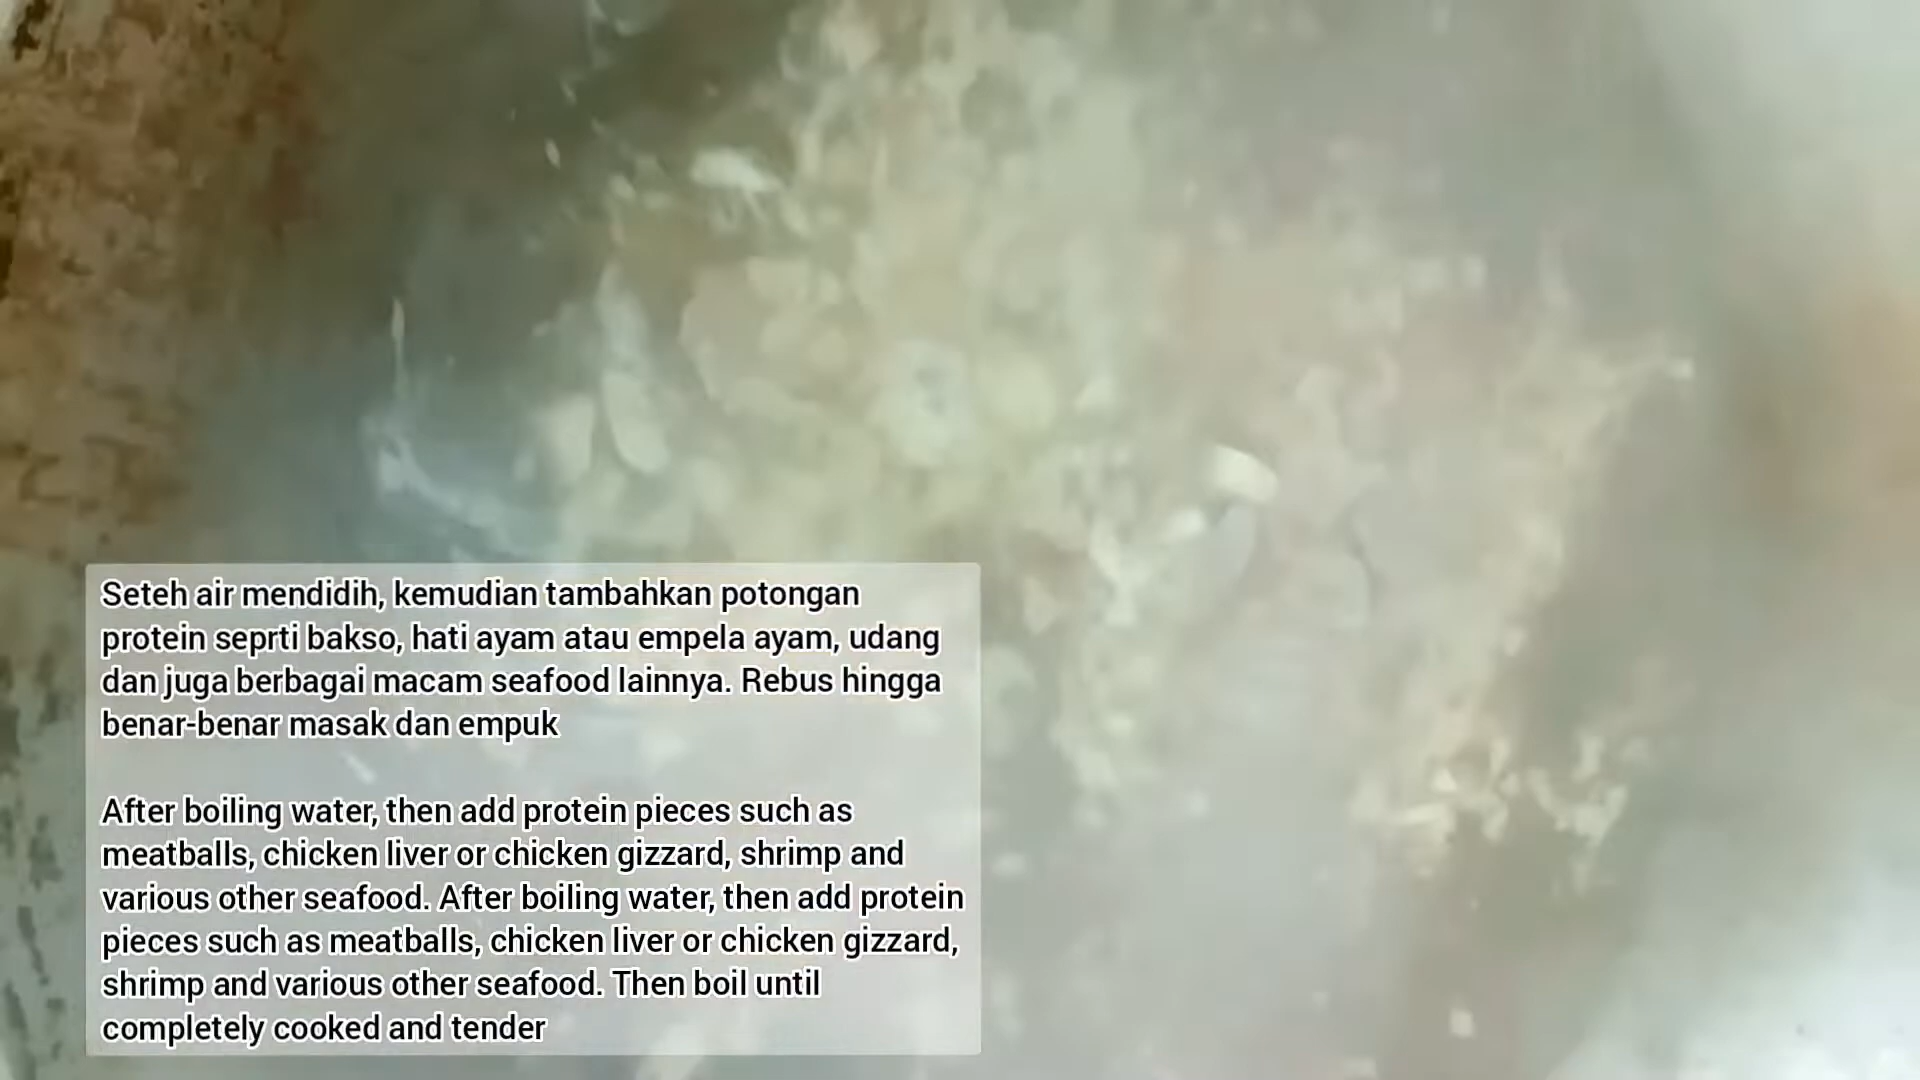 Seteh air mendidih, kemudian tambahkan potongan
protein seprti bakso, hati ayam atau empela ayam, udang
dan juga berbagai macam seafood lainnya. Rebus hingga
benar-benar masak dan empuk
After boiling water, then add protein pieces such as
meatballs, chicken liver or chicken gizzard, shrimp and
various other seafood. After boiling water, then add protein
pieces such as meatballs, chicken liver or chicken gizzard,
shrimp and various other seafood. Then boil until
completely cooked and tender